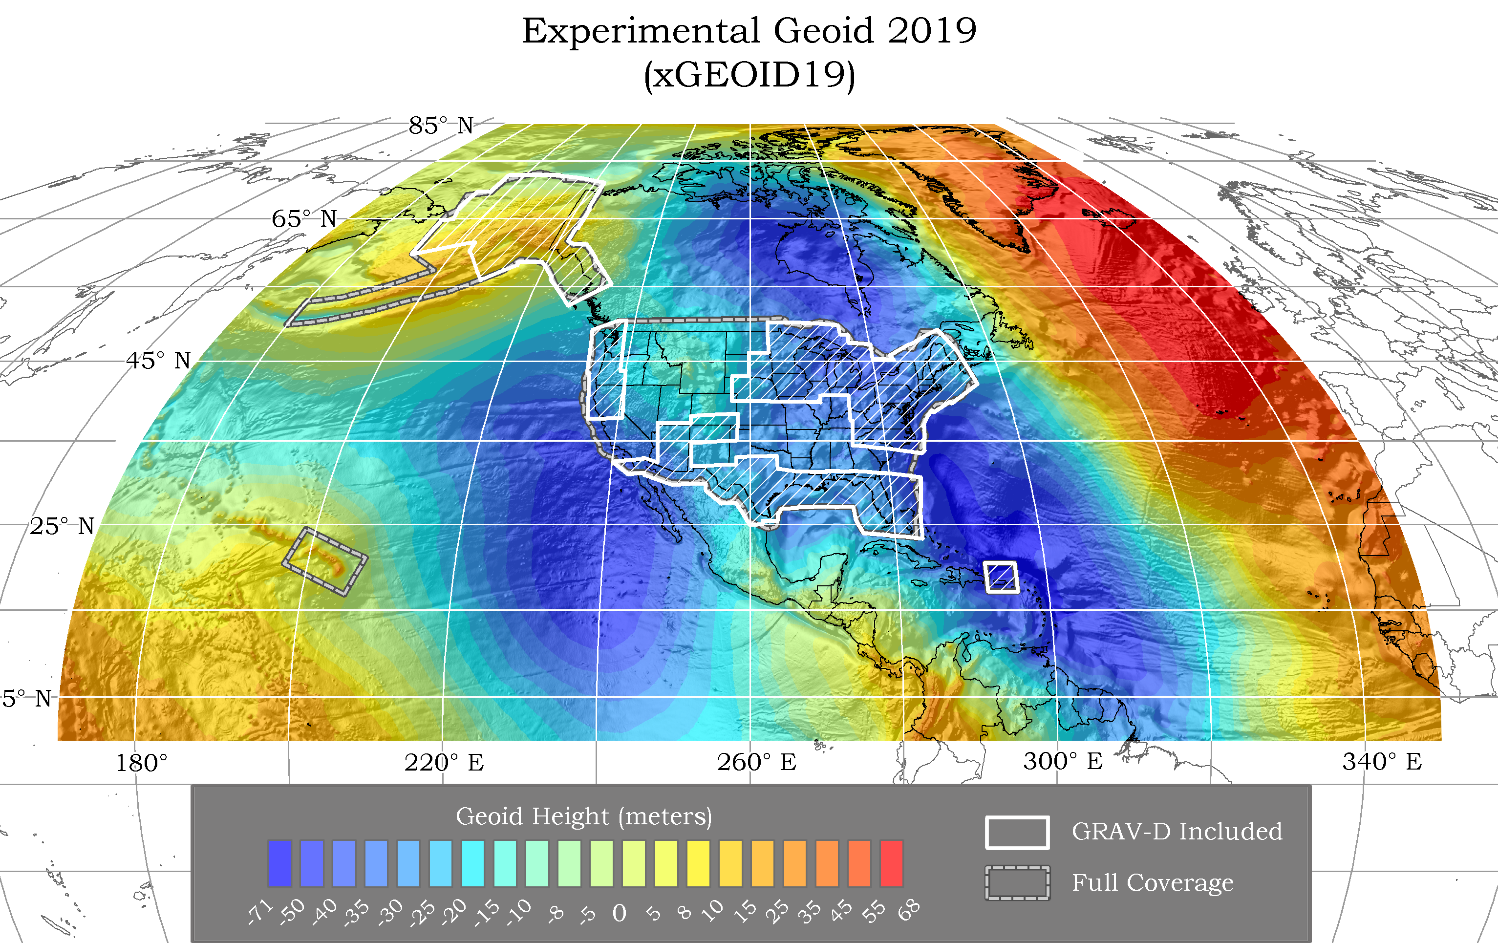 Experimental Geoid 2019
(xGEOID19)
85° N
65° N
45° N
25° N
5° N
180°
220° E
260° E
300° E
340° E
Geoid Height (meters)
-71
-50
-40
-35
-30
-25
-20
-15
-10
-8
-5
0
5
8
10
15
25
35
45
55
68
GRAV-D Included
Full Coverage